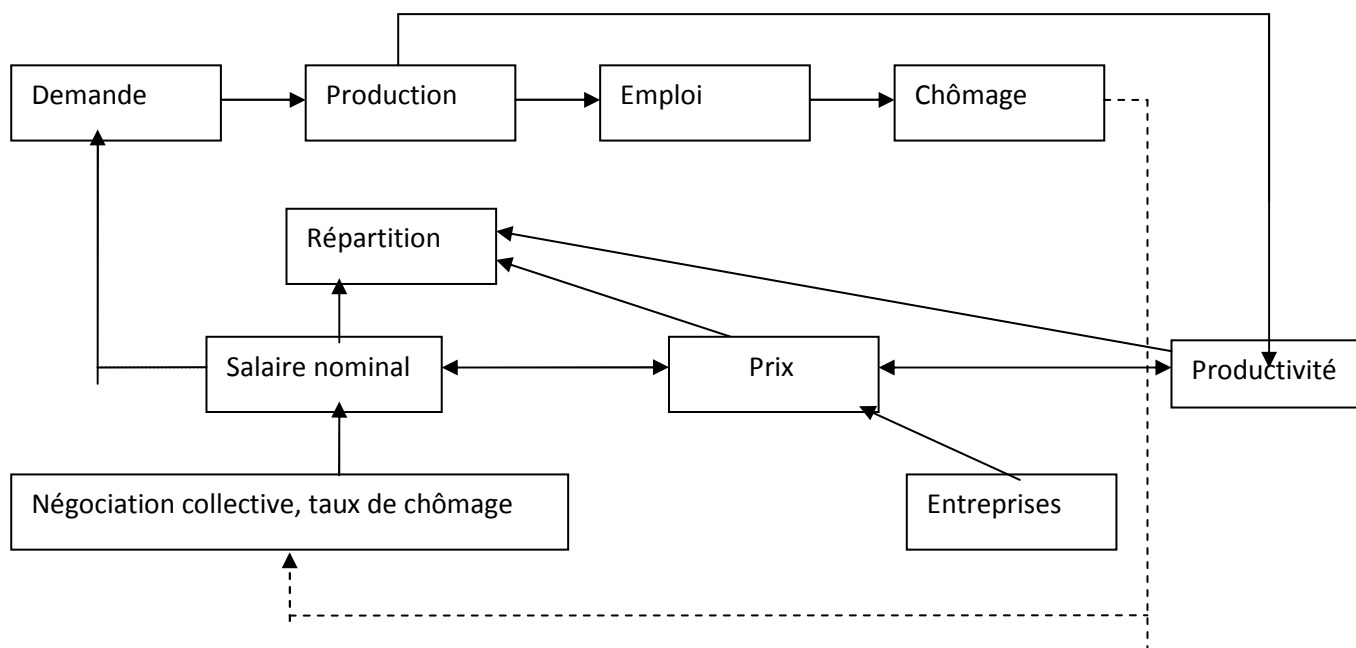 Demande
Production
Emploi
Chômage
Répartition
Salaire nominal
Prix
Productivité
Négociation collective, taux de chômage
Entreprises